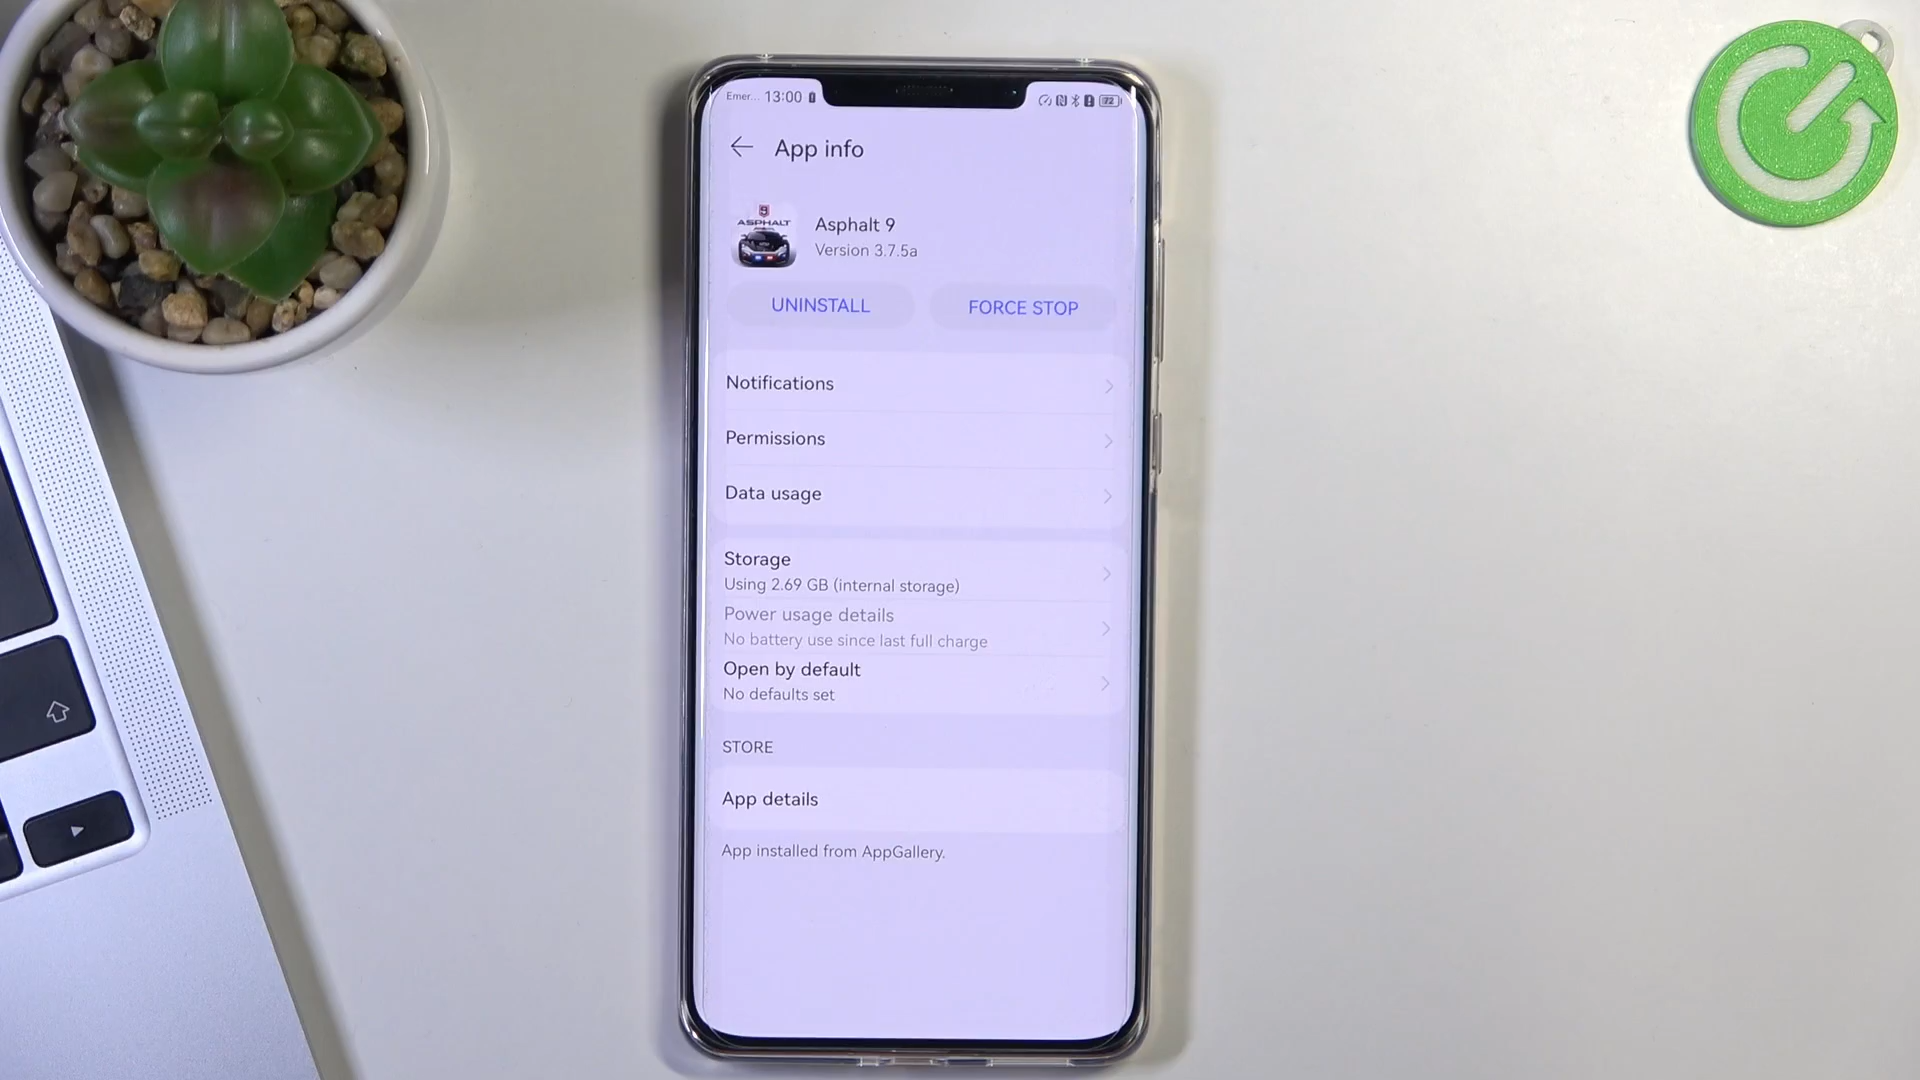 Emer... 13:00
72
App info
9
ASPHALT
Asphalt 9
Version 3.7.5a
UNINSTALL
FORCE STOP
Notifications
Permissions
Data usage
Storage
Using 2.69 GB (internal storage)
Power usage details
No battery use since last full charge
Open by default
No defaults set
STORE
App details
App installed from AppGallery.